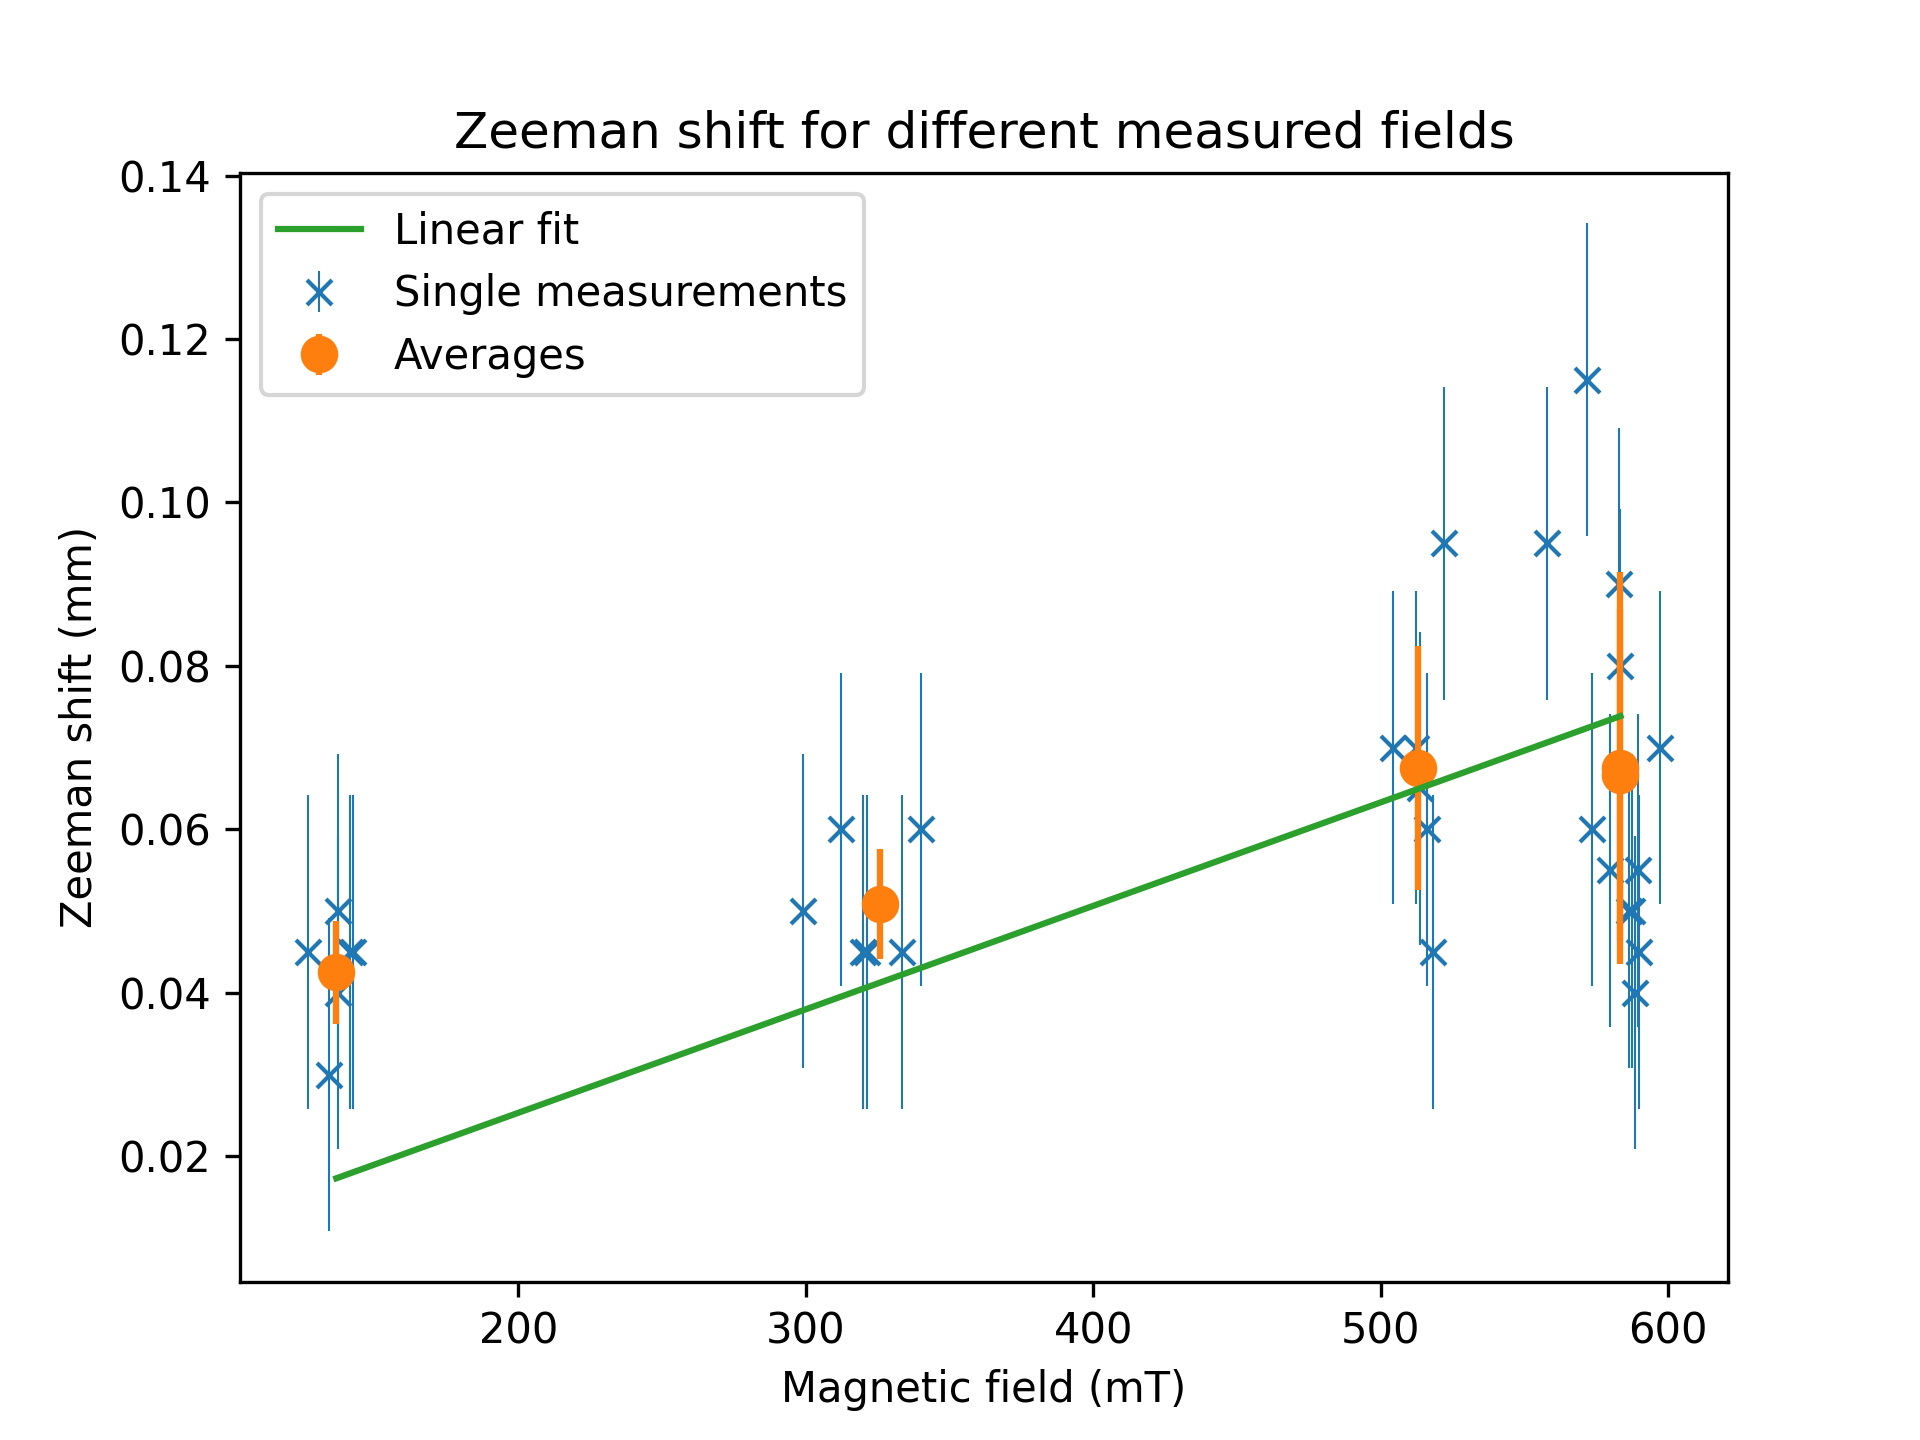 Zeeman shift for different measured fields
Linear fit
Single measurements
Averages
0.14
0.12
0.10
0.08
0.06
0.04
0.02
Zeeman shift (mm)
200 300 400 500 600
Magnetic field (mT)